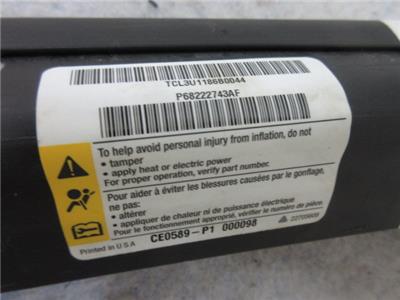 TCL3U1186B0044
P68222743AF
To help avoid personal injury from inflation, do not
• tamper
• apply heat or electric power
For proper operation, verify part number.
Pour aider à éviter les blessures causées par le gonflage,
ne pas:
• altérer
• appliquer de chaleur ni de puissance électrique
Pour le fonctionnement approprié, vérifier le numéro de pièce.
Printed in U S A
CE0589-P1 000098
22709809